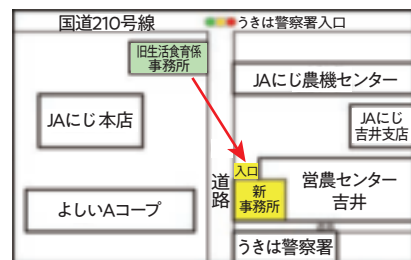 国道210号線
うきは警察署入口
旧生活食育係
事務所
JAにじ農機センター
JAにじ本店
JAにじ
吉井支店
入口
道路
新
事務所
営農センター
吉井
よしいAコープ
うきは警察署